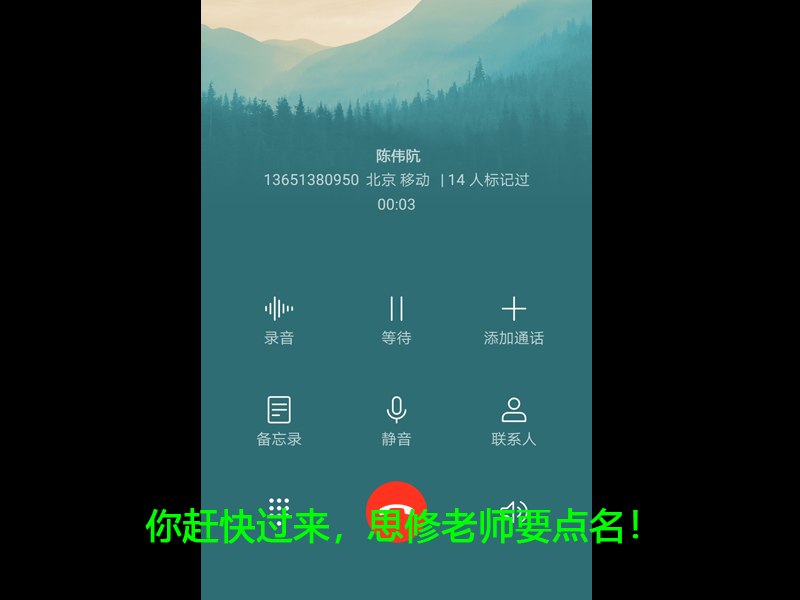 陈伟阬
13651380950 北京 移动 | 14 人标记过
00:03
录音 等待 添加通话
备忘录 静音 联系人
你赶快过来，思修老师要点名！